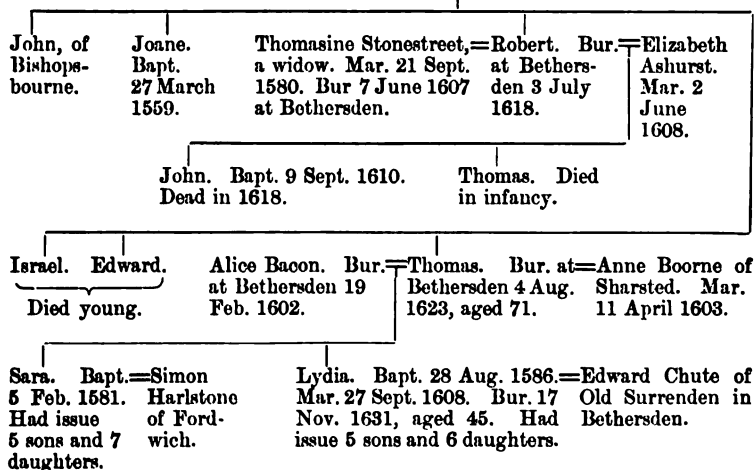 John, of
Bishops-
bourne.
Joane.
Bapt.
27 March
1559.
Thomasine Stonestreet,=
a widow. Mar. 21 Sept.
1580. Bur 7 June 1607
at Bethersden.
Robert. Bur.=
at Bethers-
den 3 July
1618.
Elizabeth
Ashurst.
Mar. 2
June
1608.
John. Bapt. 9 Sept. 1610.
Dead in 1618.
Thomas. Died
in infancy.
Israel. Edward.
Died young.
Alice Bacon. Bur.=
at Bethersden 19
Feb. 1602.
Thomas. Bur. at=
Bethersden 4 Aug.
1623, aged 71.
Anne Boorne of
Sharsted. Mar.
11 April 1603.
Sara. Bapt.=
5 Feb. 1581.
Had issue
5 sons and 7
daughters.
Simon
Harlstone
of Ford-
wich.
Lydia. Bapt. 28 Aug. 1586.=
Mar. 27 Sept. 1608. Bur. 17
Nov. 1631, aged 45. Had
issue 5 sons and 6 daughters.
Edward Chute of
Old Surrenden in
Bethersden.